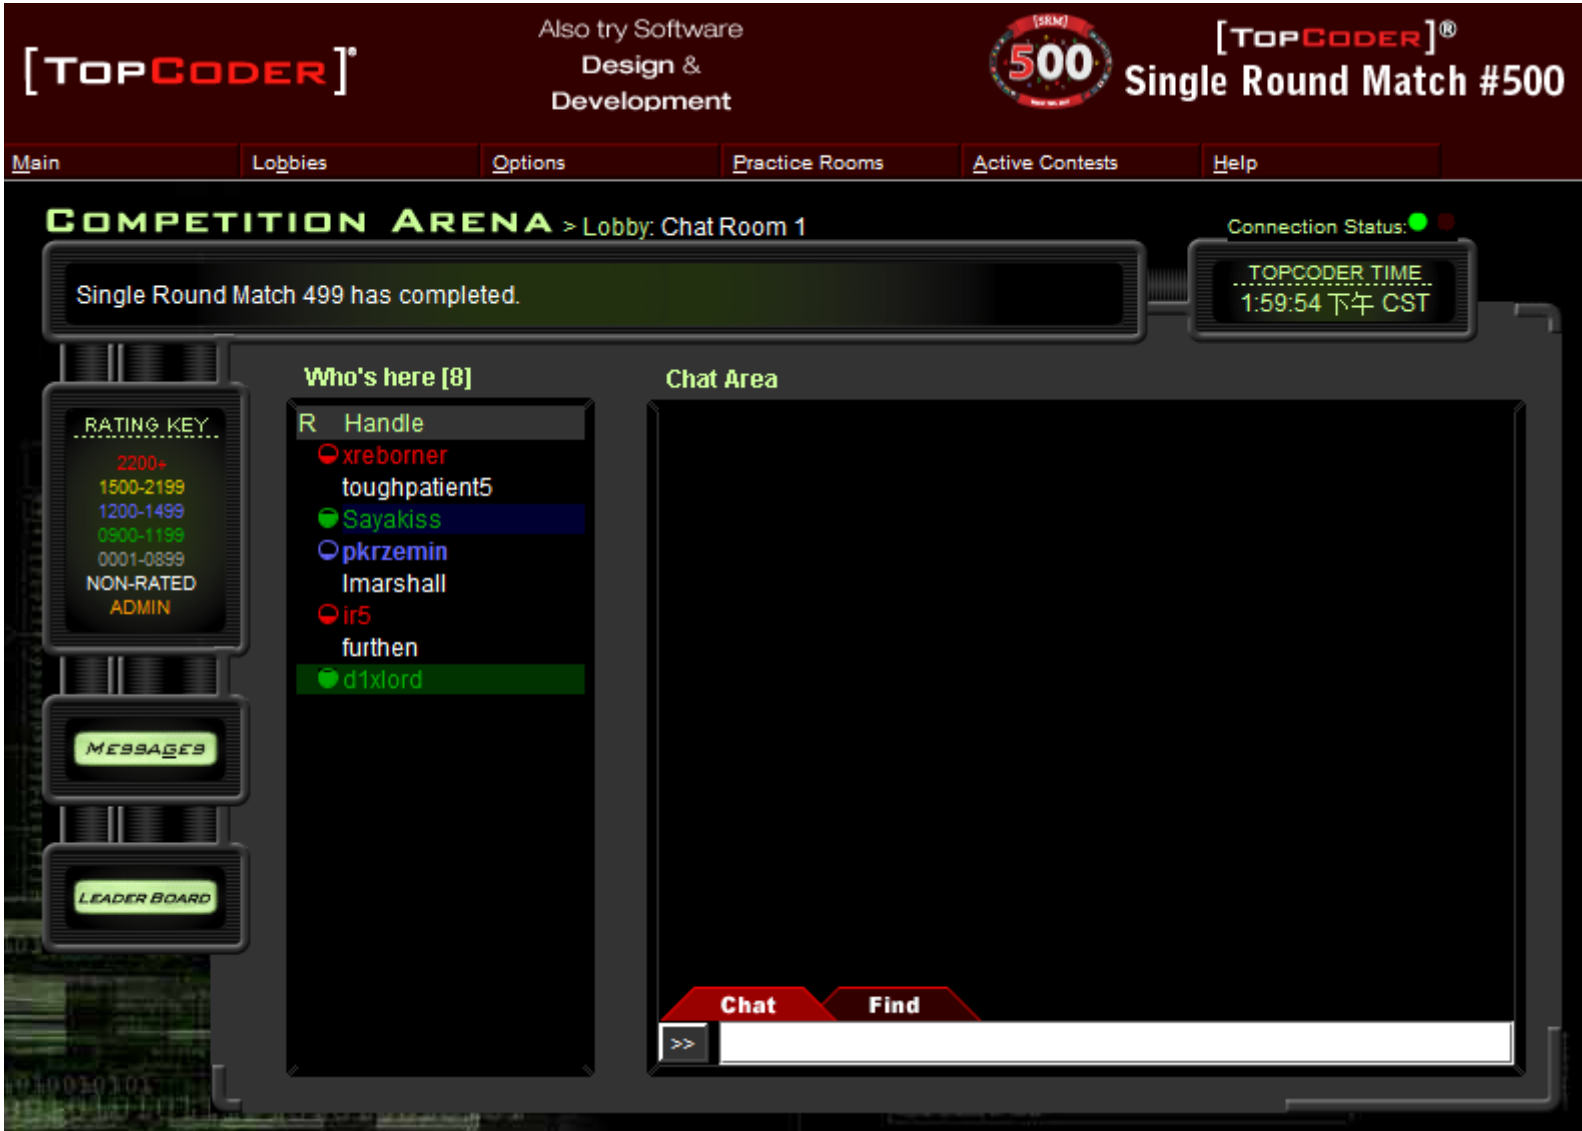 [TOPCODER]®
Also try Software
Design &
Development
[SRM]
500
[TOPCODER]®
Single Round Match #500
Main
Lobbies
Options
Practice Rooms
Active Contests
Help
COMPETITION ARENA > Lobby: Chat Room 1
Connection Status:
Single Round Match 499 has completed.
TOPCODER TIME
1:59:54 下午 CST
RATING KEY
2200+
1500-2199
1200-1499
0900-1199
0001-0899
NON-RATED
ADMIN
MESSAGES
LEADER BOARD
Who's here [8]
R Handle
xreborner
toughpatient5
Sayakiss
pkrzemin
lmarshall
ir5
furthen
d1xlord
Chat Area
Chat
Find
>>